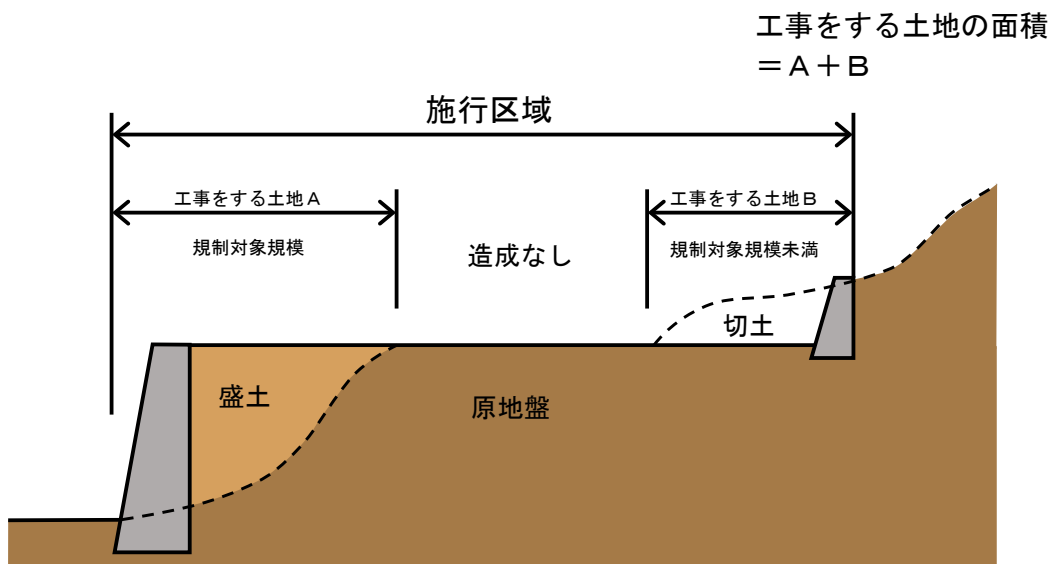 工事をする土地の面積
＝Ａ＋Ｂ
施行区域
工事をする土地Ａ
工事をする土地Ｂ
規制対象規模
造成なし
規制対象規模未満
切土
盛土
原地盤